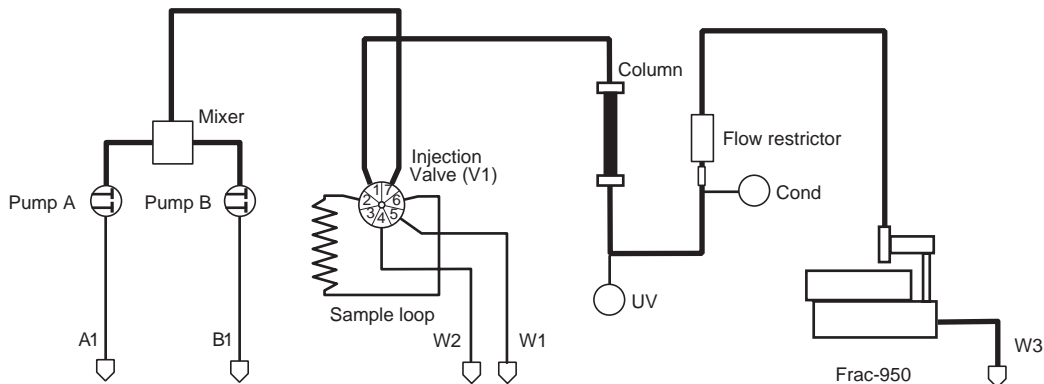 Mixer
Column
Flow restrictor
Injection
Valve (V1)
Pump A
Pump B
1 7
2 6
3 4 5
Cond
UV
Sample loop
A1
B1
W2
W1
W3
Frac-950